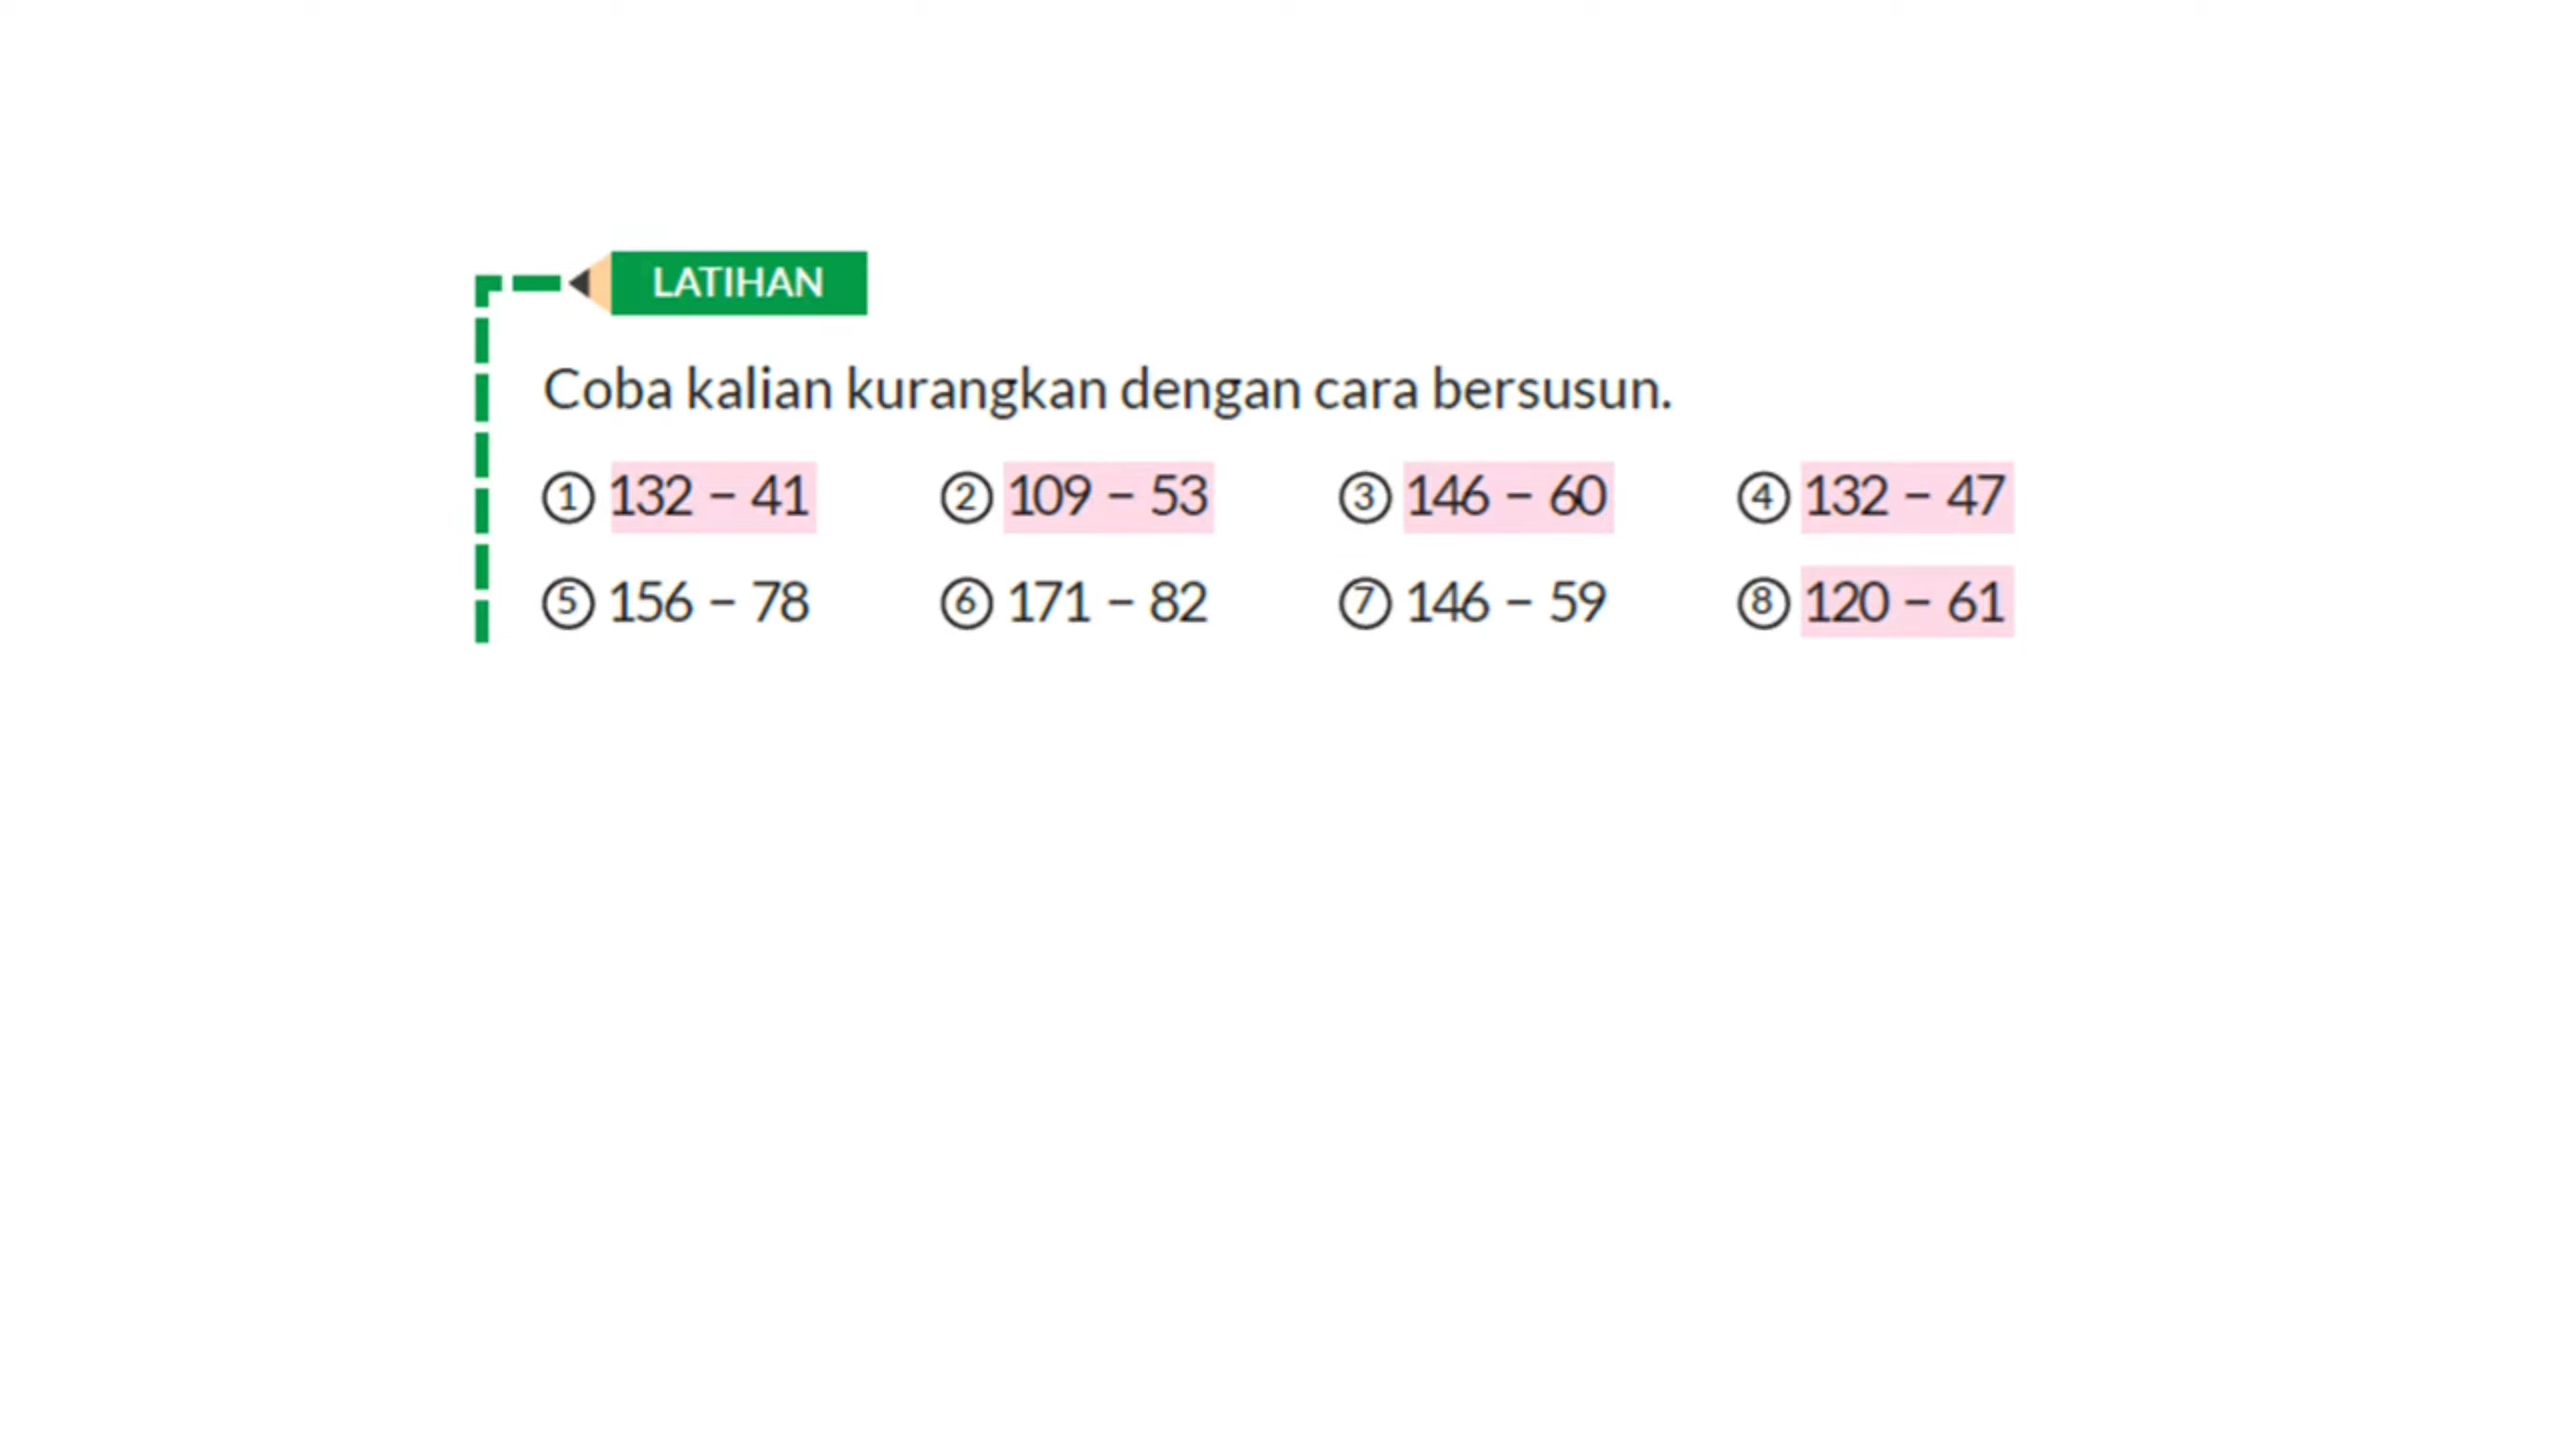 LATIHAN
Coba kalian kurangkan dengan cara bersusun.
① 132 − 41 ② 109 − 53 ③ 146 − 60 ④ 132 − 47
⑤ 156 − 78 ⑥ 171 − 82 ⑦ 146 − 59 ⑧ 120 − 61